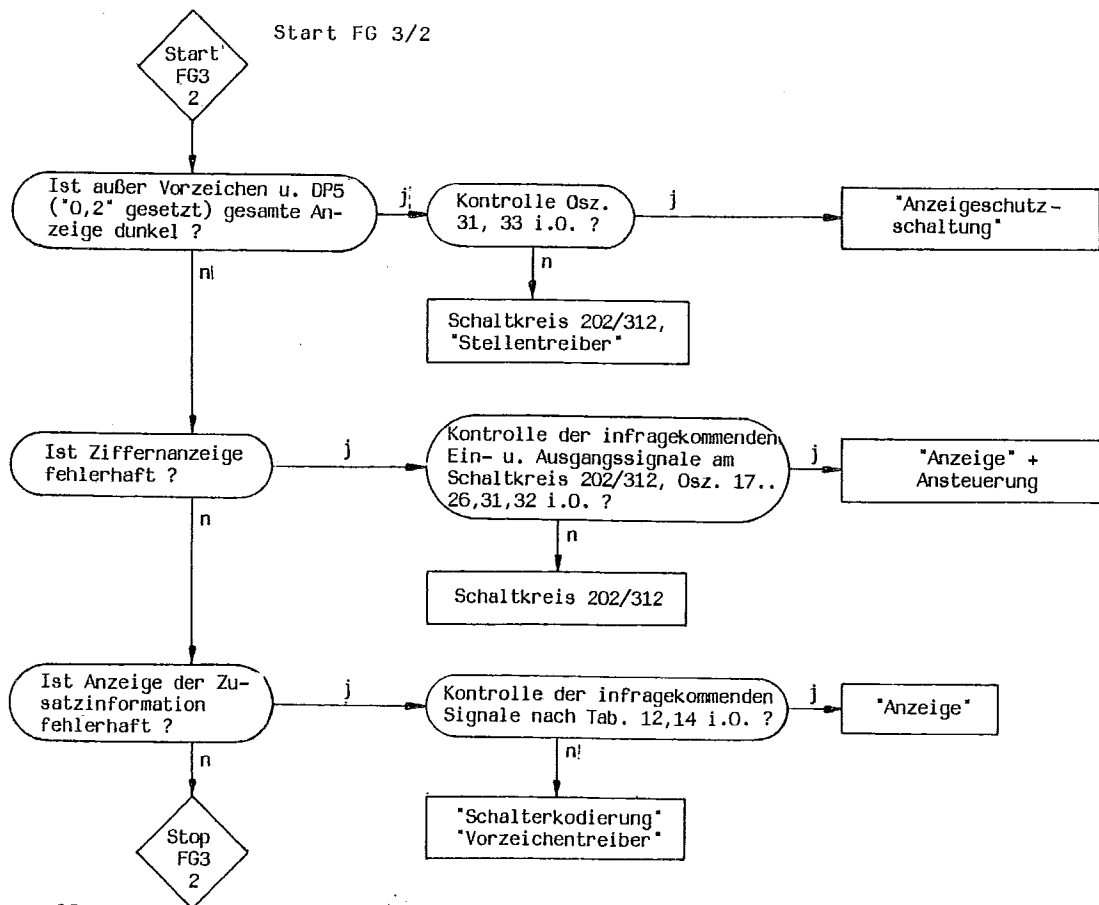 Start FG 3/2
Start
FG3
2
Ist außer Vorzeichen u. DP5
("0,2" gesetzt) gesamte An-
zeige dunkel ?
j
Kontrolle Osz.
31, 33 i.O. ?
j
"Anzeigeschutz-
schaltung"
n
n
Schaltkreis 202/312,
"Stellentreiber"
Ist Ziffernanzeige
fehlerhaft ?
j
Kontrolle der infragekommenden
Ein- u. Ausgangssignale am
Schaltkreis 202/312, Osz. 17..
26,31,32 i.O. ?
j
"Anzeige" +
Ansteuerung
n
n
Schaltkreis 202/312
Ist Anzeige der Zu-
satzinformation
fehlerhaft ?
j
Kontrolle der infragekommenden
Signale nach Tab. 12,14 i.O. ?
j
"Anzeige"
n
n
"Schalterkodierung"
"Vorzeichentreiber"
Stop
FG3
2